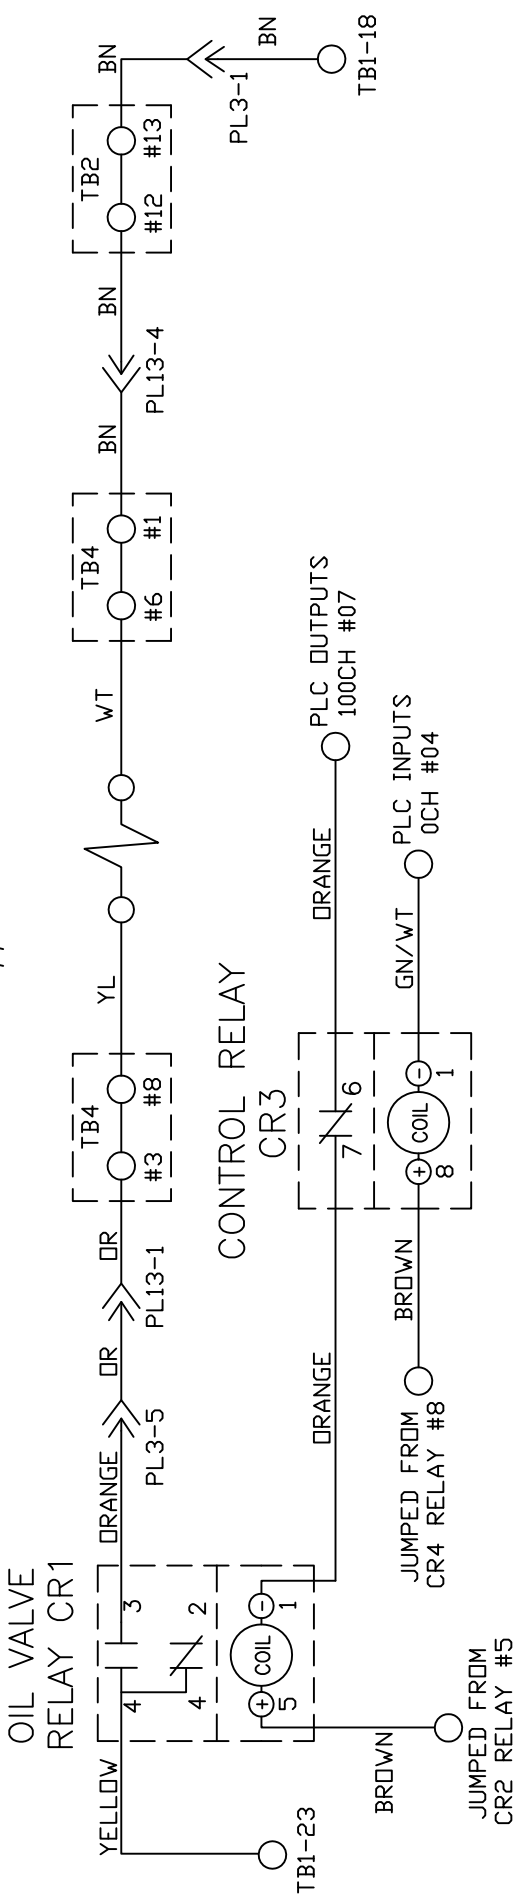 OIL VALVE
RELAY CR1
YELLOW
TB1-23
4
3
4
2
COIL
+
5
-
1
BROWN
JUMPED FROM
CR2 RELAY #5
ORANGE
PL3-5
OR
PL13-1
OR
TB4
#3
#8
YL
WT
TB4
#6
#1
BN
PL13-4
BN
TB2
#12
#13
BN
PL3-1
BN
TB1-18
CONTROL RELAY
CR3
ORANGE
7
6
ORANGE
PLC OUTPUTS
100CH #07
JUMPED FROM
CR4 RELAY #8
BROWN
+
8
COIL
-
1
GN/WT
PLC INPUTS
0CH #04